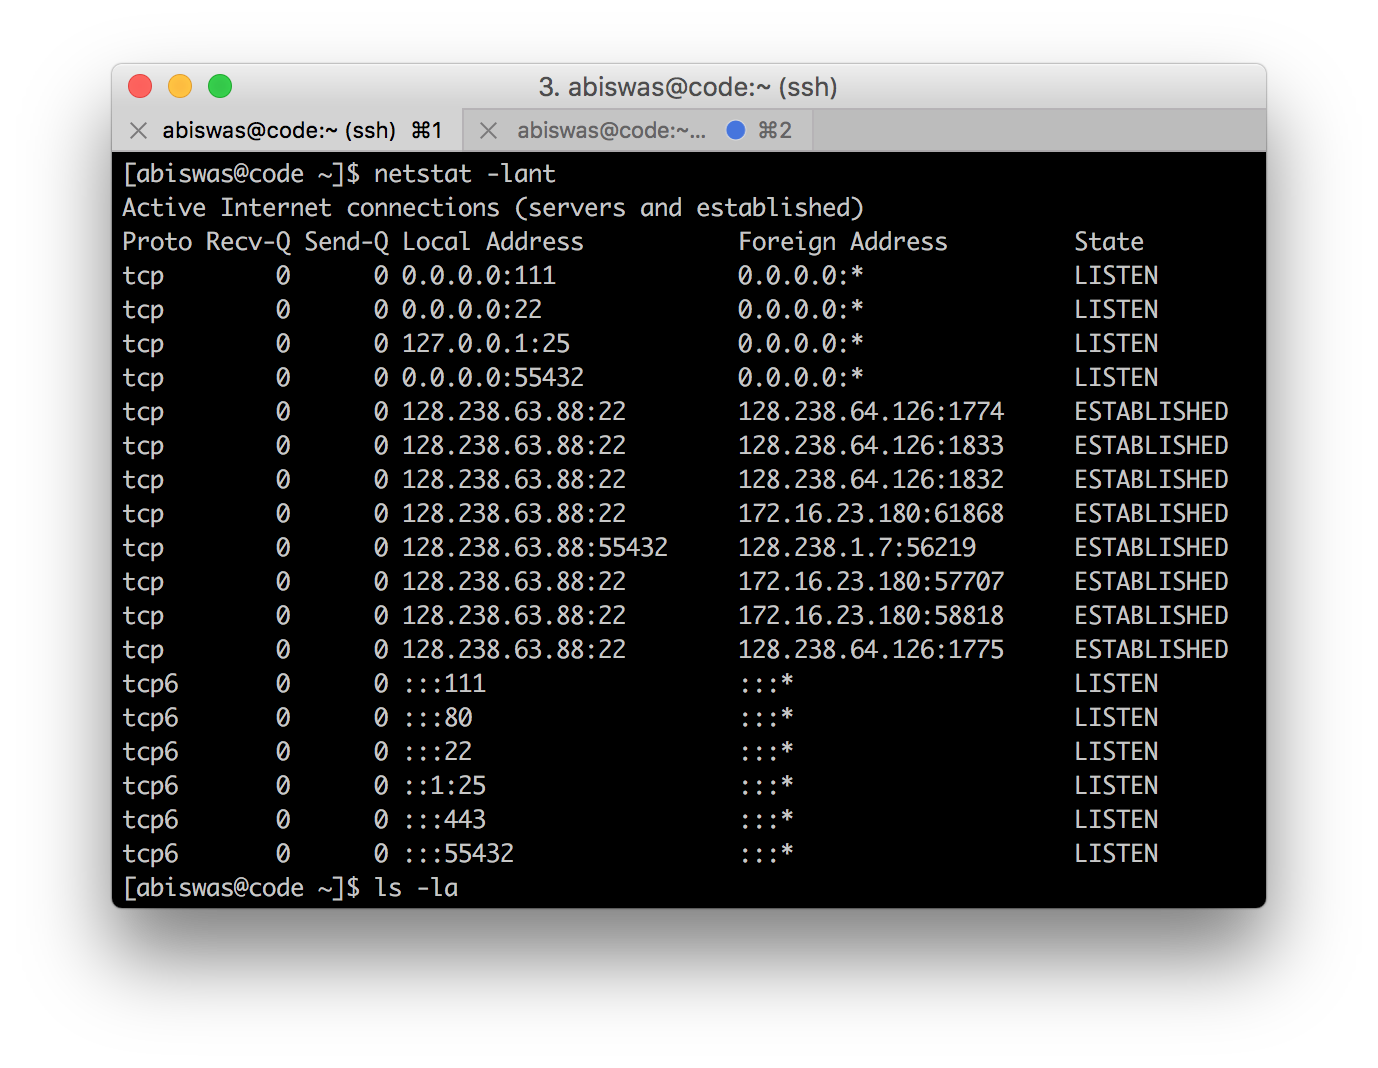 3. abiswas@code:~ (ssh)
abiswas@code:~ (ssh) ⌘1 abiswas@code:~... ⌘2
[abiswas@code ~]$ netstat -lant
Active Internet connections (servers and established)
Proto Recv-Q Send-Q Local Address Foreign Address State
tcp 0 0 0.0.0.0:111 0.0.0.0:* LISTEN
tcp 0 0 0.0.0.0:22 0.0.0.0:* LISTEN
tcp 0 0 127.0.0.1:25 0.0.0.0:* LISTEN
tcp 0 0 0.0.0.0:55432 0.0.0.0:* LISTEN
tcp 0 0 128.238.63.88:22 128.238.64.126:1774 ESTABLISHED
tcp 0 0 128.238.63.88:22 128.238.64.126:1833 ESTABLISHED
tcp 0 0 128.238.63.88:22 128.238.64.126:1832 ESTABLISHED
tcp 0 0 128.238.63.88:22 172.16.23.180:61868 ESTABLISHED
tcp 0 0 128.238.63.88:55432 128.238.1.7:56219 ESTABLISHED
tcp 0 0 128.238.63.88:22 172.16.23.180:57707 ESTABLISHED
tcp 0 0 128.238.63.88:22 172.16.23.180:58818 ESTABLISHED
tcp 0 0 128.238.63.88:22 128.238.64.126:1775 ESTABLISHED
tcp6 0 0 :::111 :::* LISTEN
tcp6 0 0 :::80 :::* LISTEN
tcp6 0 0 :::22 :::* LISTEN
tcp6 0 0 ::1:25 :::* LISTEN
tcp6 0 0 :::443 :::* LISTEN
tcp6 0 0 :::55432 :::* LISTEN
[abiswas@code ~]$ ls -la